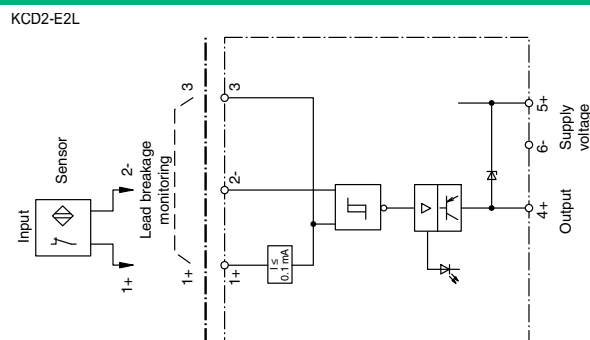 KCD2-E2L
Input
Sensor
1+
2-
Lead breakage
monitoring
1+
3
3
2-
1+
I ≤
0.1 mA
5+
6-
4+
Supply
voltage
Output